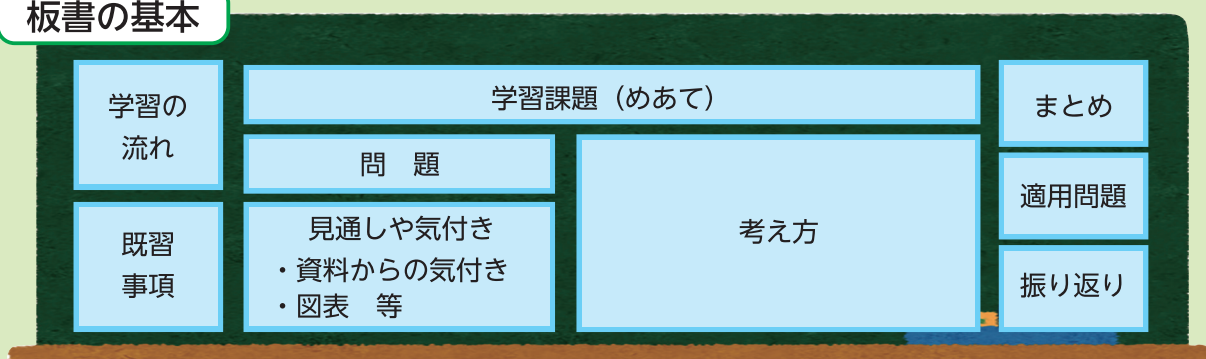 板書の基本
学習の
流れ
既習
事項
学習課題（めあて）
問　題
見通しや気付き
・資料からの気付き
・図表　等
考え方
まとめ
適用問題
振り返り